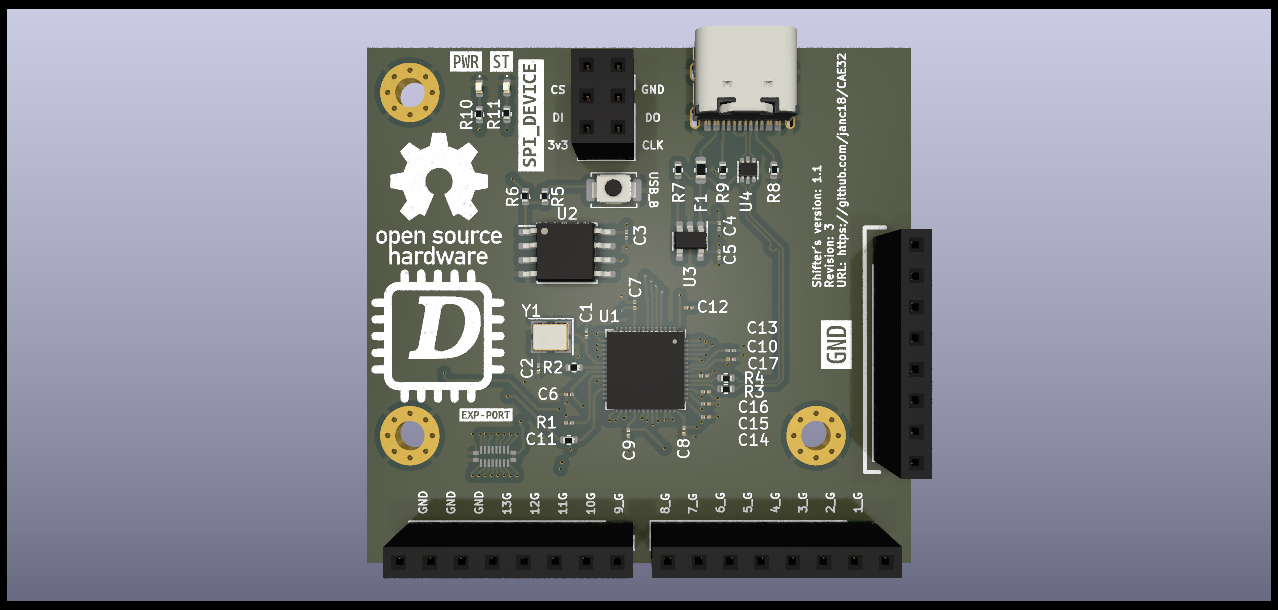 PWR ST
R10
R11
SPI_DEVICE
CS GND
DI DO
3v3 CLK
open source
hardware
D
R6
R5
U2
USB.B
C3
R7
F1
R9
U4
R8
C4
C5
U3
Shifter's version: 1.1
Revision: 3
URL: https://github.com/janc18/CAE32
GND
C7
C12
Y1
C1
U1
C2
R2
C6
R1
C11
C13
C10
C17
R4
R3
C16
C15
C14
C9
C8
EXP-PORT
GND
GND
GND
13G
12G
11G
10G
9_G
8_G
7_G
6_G
5_G
4_G
3_G
2_G
1_G